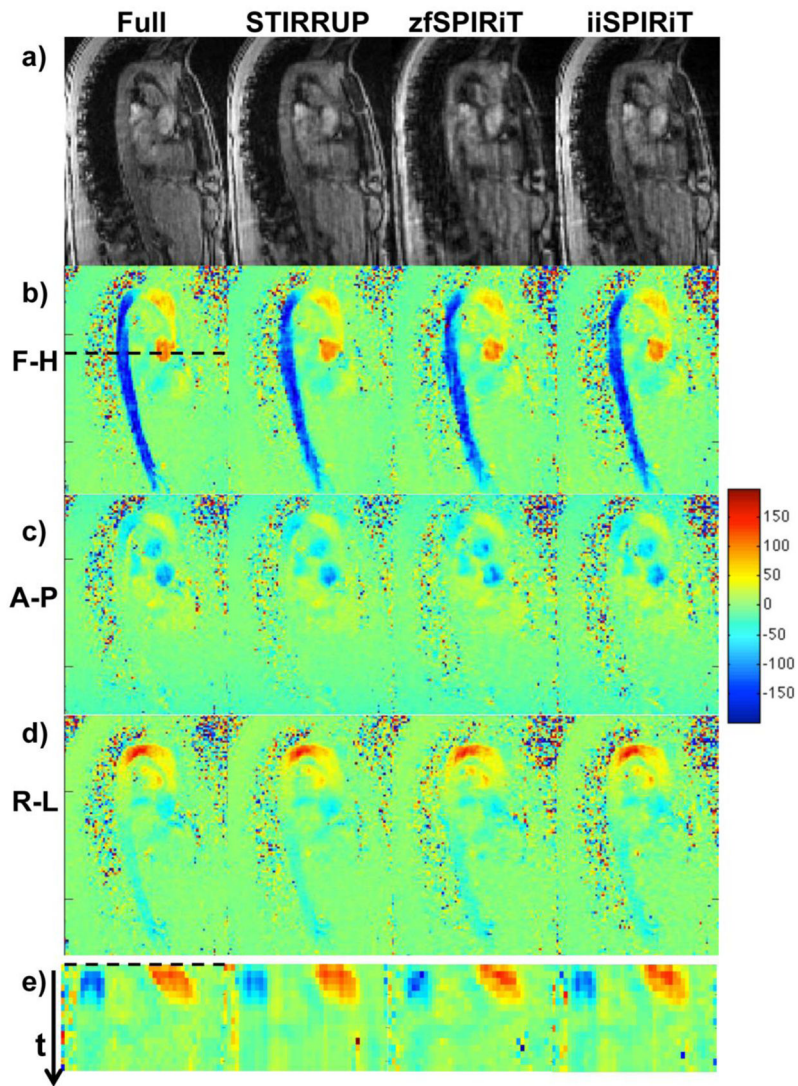 Full STIRRUP zfSPIRiT iiSPIRiT
a)
b)
F-H
c)
A-P
150
100
50
0
-50
-100
-150
d)
R-L
e)
t